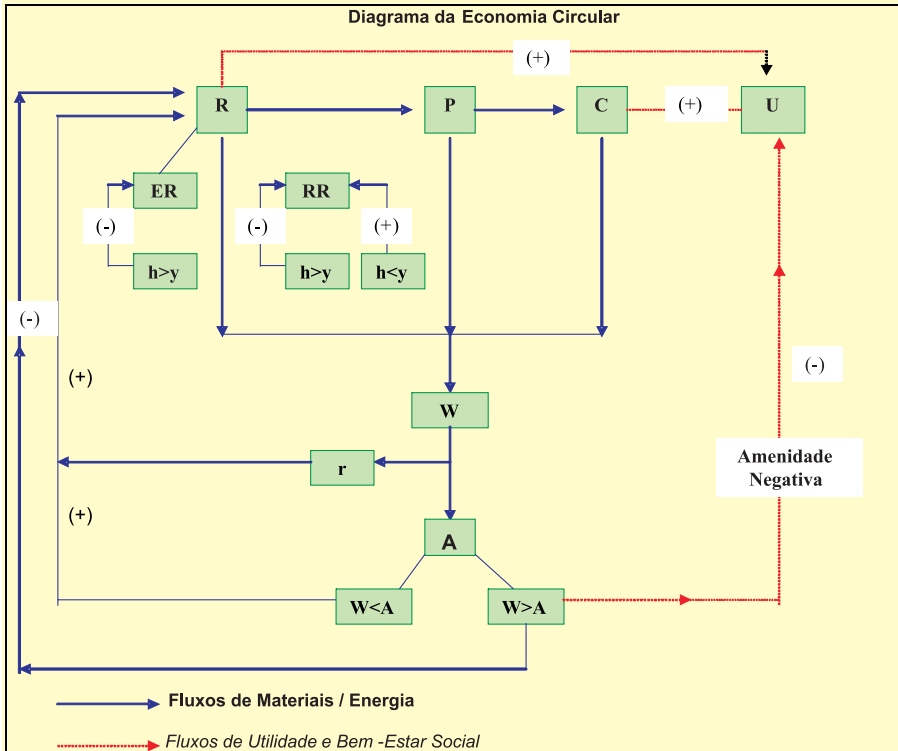 Diagrama da Economia Circular
(+)
R
P
C
(+)
U
ER
RR
(-)
(-)
(+)
h>y
h>y
h<y
(-)
(-)
(+)
W
Amenidade
Negativa
r
(+)
A
W<A
W>A
Fluxos de Materiais / Energia
Fluxos de Utilidade e Bem -Estar Social